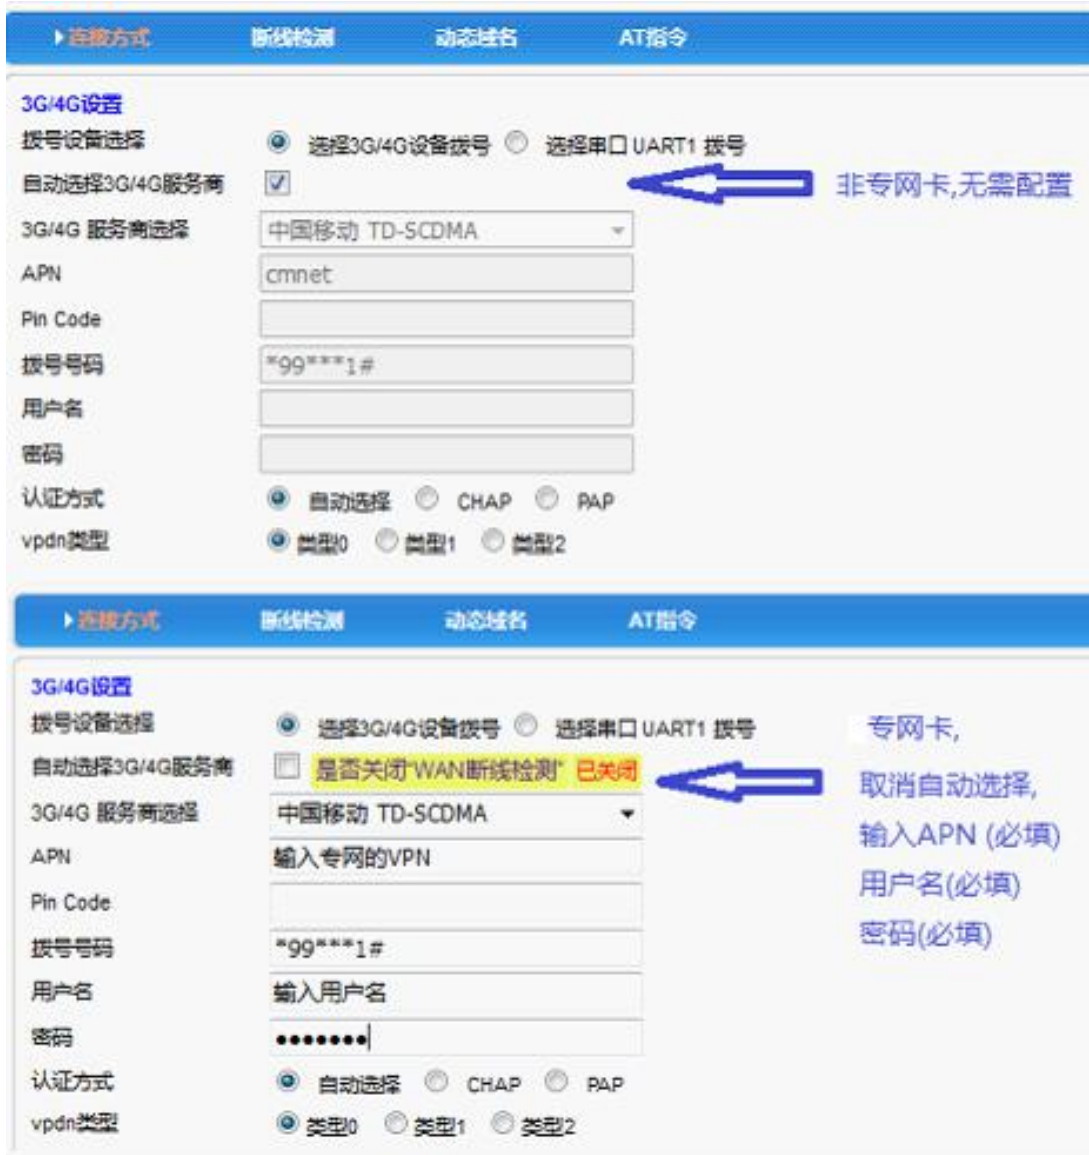 连接方式 断线检测 动态域名 AT指令
3G/4G设置
拨号设备选择 选择3G/4G设备拨号 选择串口 UART1 拨号
自动选择3G/4G服务商 非专网卡,无需配置
3G/4G 服务商选择 中国移动 TD-SCDMA
APN cmnet
Pin Code
拨号号码 *99***1#
用户名
密码
认证方式 自动选择 CHAP PAP
vpdn类型 类型0 类型1 类型2
连接方式 断线检测 动态域名 AT指令
3G/4G设置
拨号设备选择 选择3G/4G设备拨号 选择串口 UART1 拨号 专网卡,
自动选择3G/4G服务商 是否关闭"WAN断线检测" 已关闭 取消自动选择,
3G/4G 服务商选择 中国移动 TD-SCDMA 输入APN (必填)
APN 输入专网的VPN 用户名(必填)
Pin Code 密码(必填)
拨号号码 *99***1#
用户名 输入用户名
密码 •••••••
认证方式 自动选择 CHAP PAP
vpdn类型 类型0 类型1 类型2